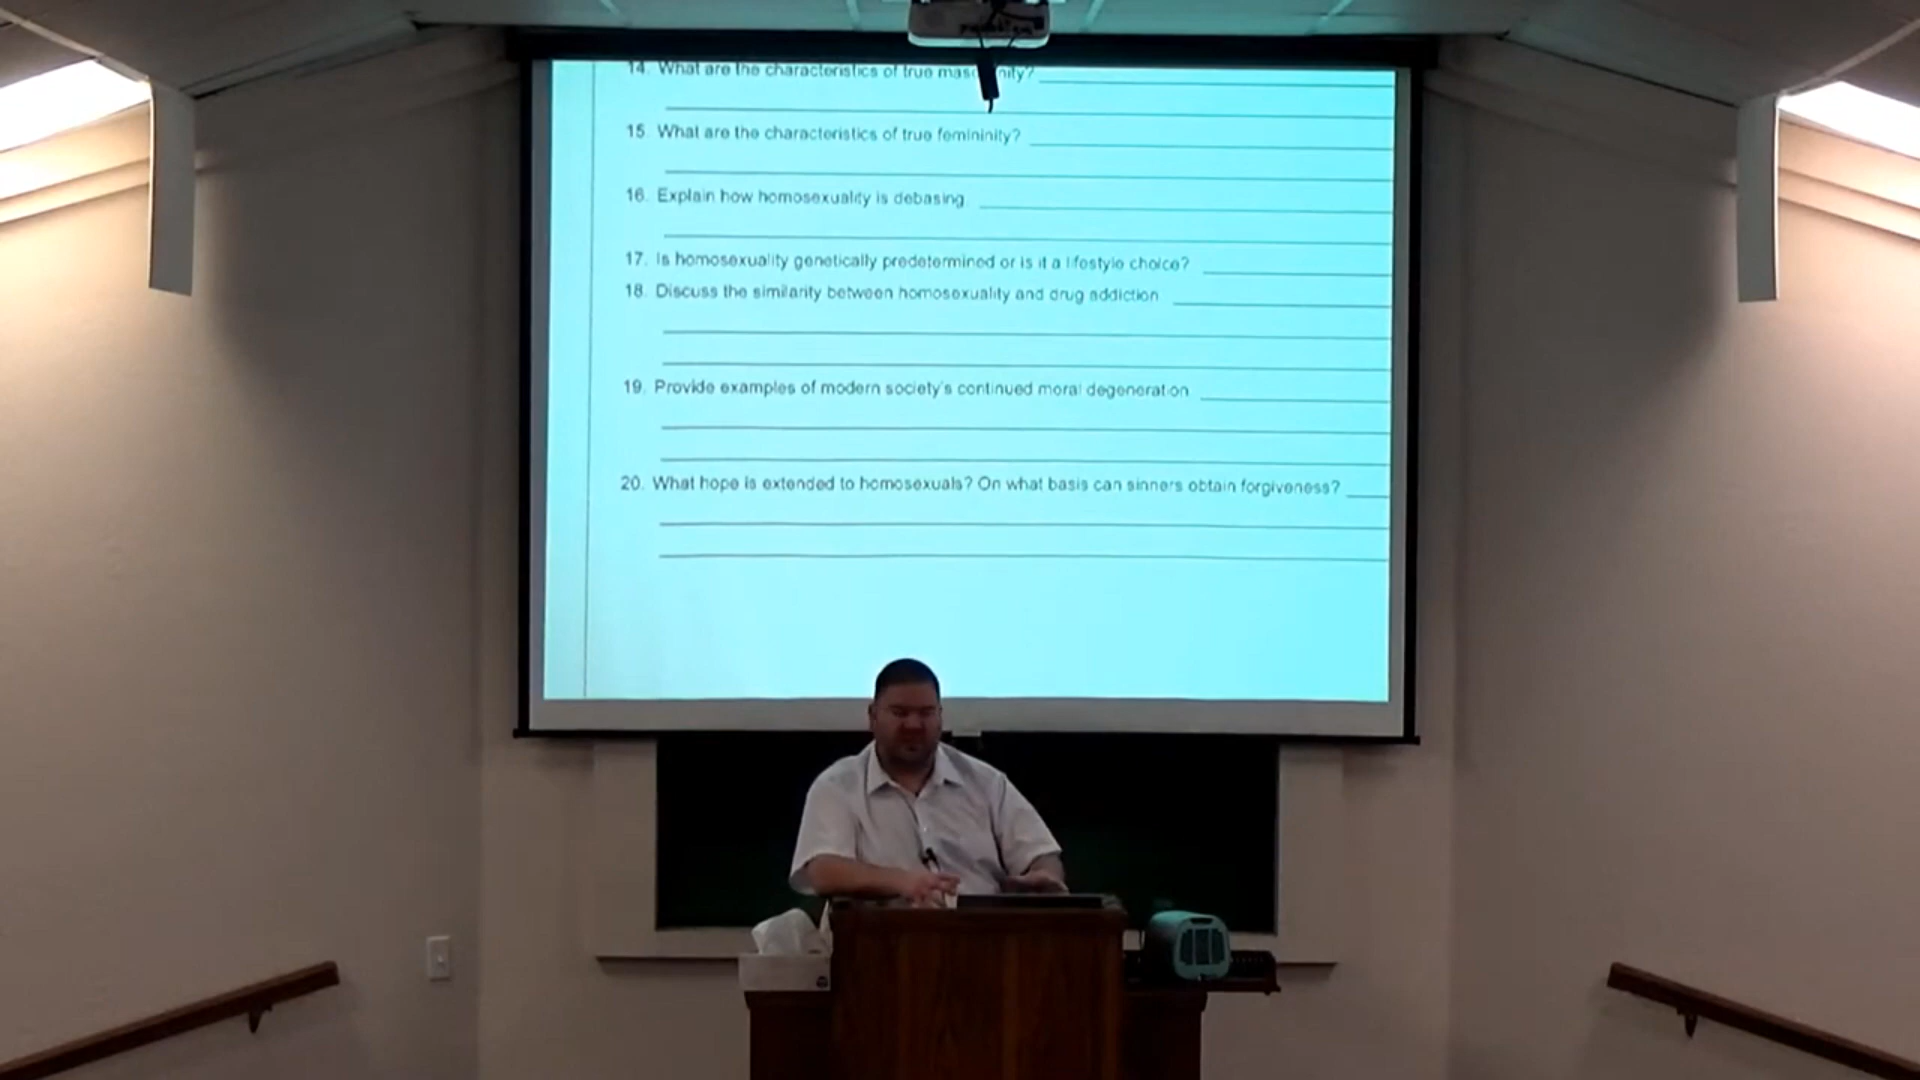 14. What are the characteristics of true mas nity?
15. What are the characteristics of true femininity?
16. Explain how homosexuality is debasing
17. Is homosexuality genetically predetermined or is it a lifestyle choice?
18. Discuss the similarity between homosexuality and drug addiction
19. Provide examples of modern society's continued moral degeneration
20. What hope is extended to homosexuals? On what basis can sinners obtain forgiveness?